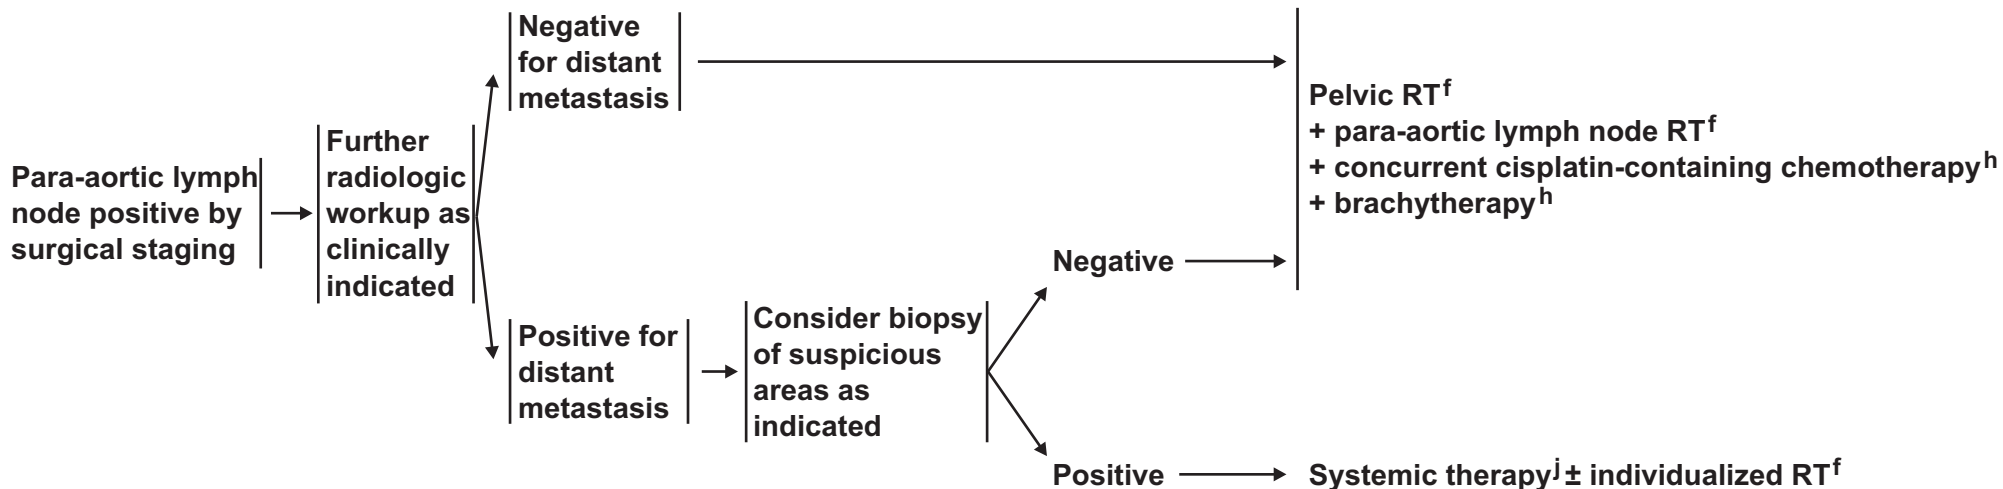 Para-aortic lymph
node positive by
surgical staging
Further
radiologic
workup as
clinically
indicated
Negative
for distant
metastasis
Positive for
distant
metastasis
Consider biopsy
of suspicious
areas as
indicated
Negative
Positive
Pelvic RTᶠ
+ para-aortic lymph node RTᶠ
+ concurrent cisplatin-containing chemotherapyʰ
+ brachytherapyʰ
Systemic therapyʲ ± individualized RTᶠ